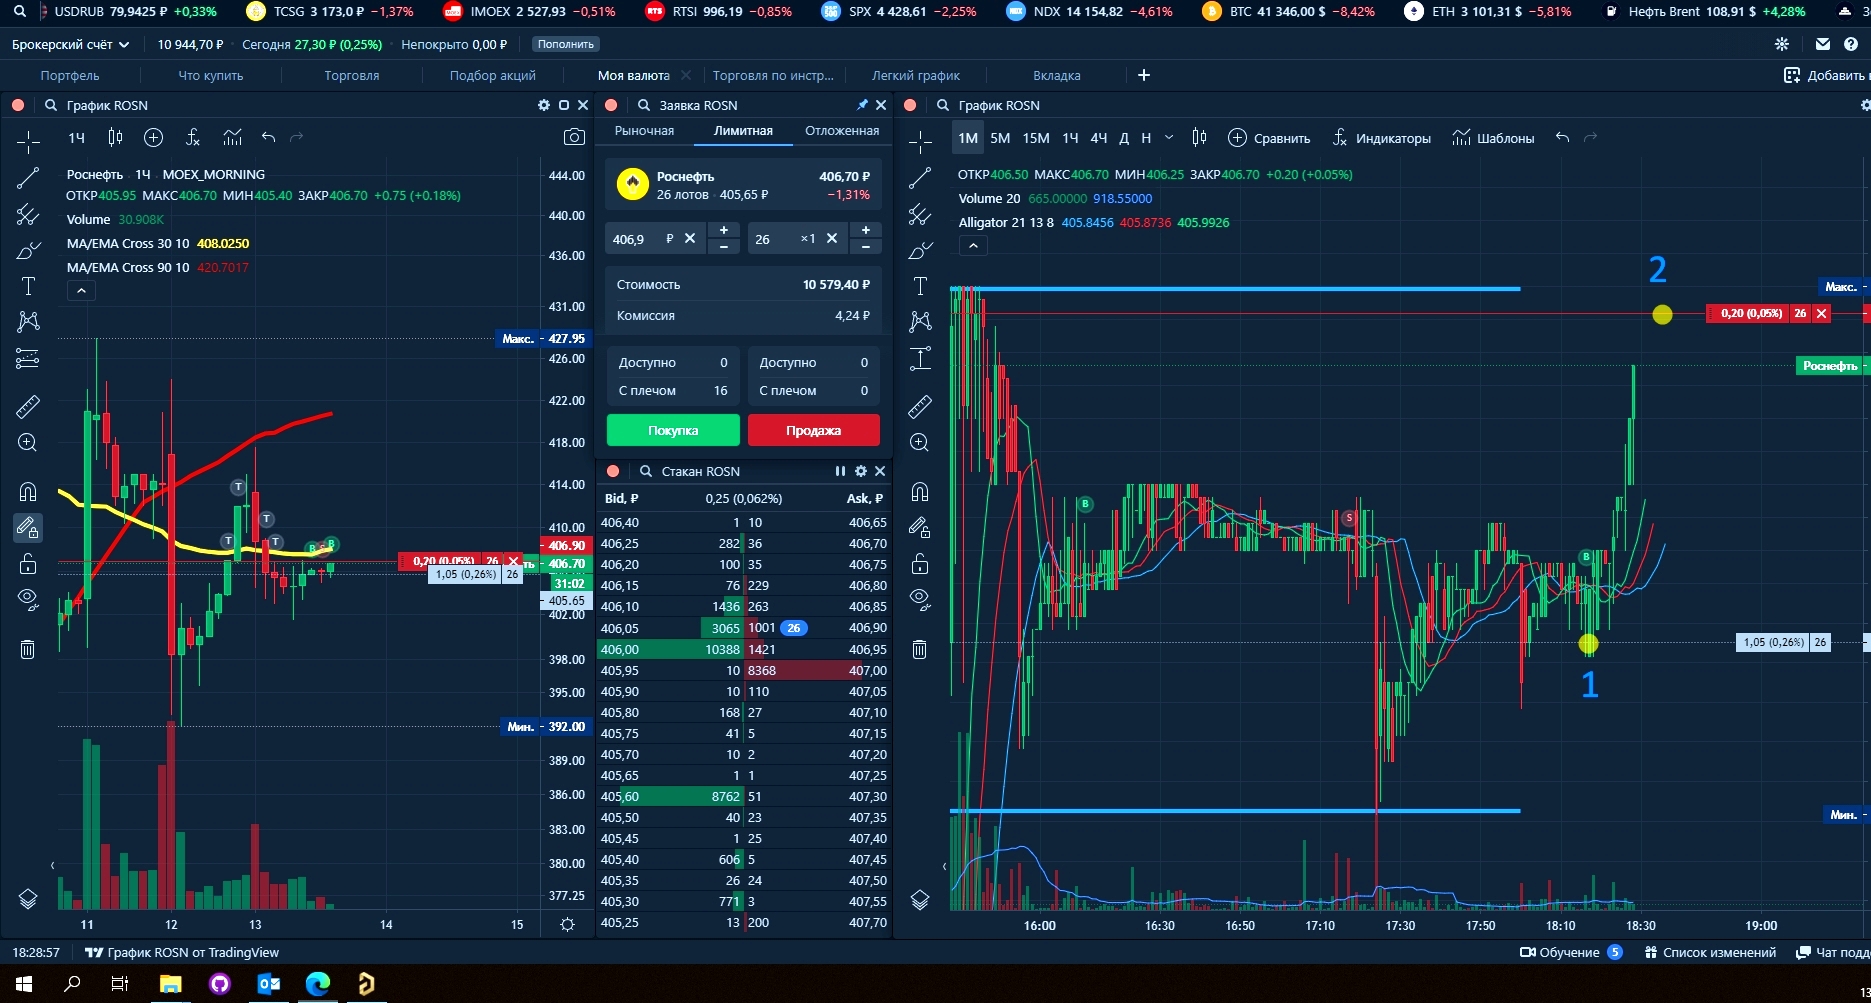 USDRUB 79,9425 ₽ +0,33% TCSG 3 173,0 ₽ −1,37% IMOEX 2 527,93 −0,51% RTSI 996,19 −0,85% SPX 4 428,61 −2,25% NDX 14 154,82 −4,61% BTC 41 346,00 $ −8,42% ETH 3 101,31 $ −5,81% Нефть Brent 108,91 $ +4,28%
Брокерский счёт 10 944,70 ₽ · Сегодня 27,30 ₽ (0,25%) · Непокрыто 0,00 ₽ Пополнить
Портфель Что купить Торговля Подбор акций Моя валюта Торговля по инстр... Легкий график Вкладка + Добавить
График ROSN
1Ч
Роснефть · 1Ч · MOEX_MORNING
ОТКР405.95 МАКС406.70 МИН405.40 ЗАКР406.70 +0.75 (+0.18%)
Volume 30.908K
MA/EMA Cross 30 10 408.0250
MA/EMA Cross 90 10 420.7017
444.00
440.00
436.00
431.00
Макс. 427.95
426.00
422.00
418.00
414.00
410.00
406.90
0,20 (0,05%) 26
406.70
1,05 (0,26%) 26
31:02
405.65
402.00
398.00
395.00
Мин. 392.00
389.00
386.00
383.00
380.00
377.25
T
T
T
T
B
B
11 12 13 14 15
Заявка ROSN
Рыночная Лимитная Отложенная
Роснефть 406,70 ₽
26 лотов · 405,65 ₽ −1,31%
406,9 ₽ + − 26 ×1 + −
Стоимость 10 579,40 ₽
Комиссия 4,24 ₽
Доступно 0 Доступно 0
С плечом 16 С плечом 0
Покупка Продажа
Стакан ROSN
Bid, ₽ 0,25 (0,062%) Ask, ₽
406,40 1 10 406,65
406,25 282 36 406,70
406,20 100 35 406,75
406,15 76 229 406,80
406,10 1436 263 406,85
406,05 3065 1001 26 406,90
406,00 10388 1421 406,95
405,95 10 8368 407,00
405,90 10 110 407,05
405,80 168 27 407,10
405,75 41 5 407,15
405,70 10 2 407,20
405,65 1 1 407,25
405,60 8762 51 407,30
405,50 40 23 407,35
405,45 1 25 407,40
405,40 606 5 407,45
405,35 26 24 407,50
405,30 771 3 407,55
405,25 13 200 407,70
График ROSN
1М 5М 15М 1Ч 4Ч Д Н Сравнить Индикаторы Шаблоны
ОТКР406.50 МАКС406.70 МИН406.25 ЗАКР406.70 +0.20 (+0.05%)
Volume 20 665.00000 918.55000
Alligator 21 13 8 405.8456 405.8736 405.9926
2
Макс.
0,20 (0,05%) 26
Роснефть
B
S
B
1,05 (0,26%) 26
1
Мин.
16:00 16:30 16:50 17:10 17:30 17:50 18:10 18:30 19:00
18:28:57 График ROSN от TradingView Обучение 5 Список изменений Чат подд